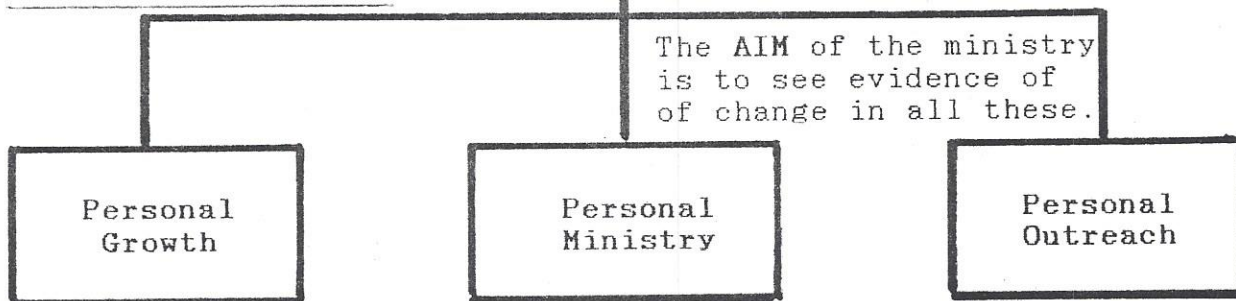 The AIM of the ministry
is to see evidence of
of change in all these.
Personal
Growth
Personal
Ministry
Personal
Outreach